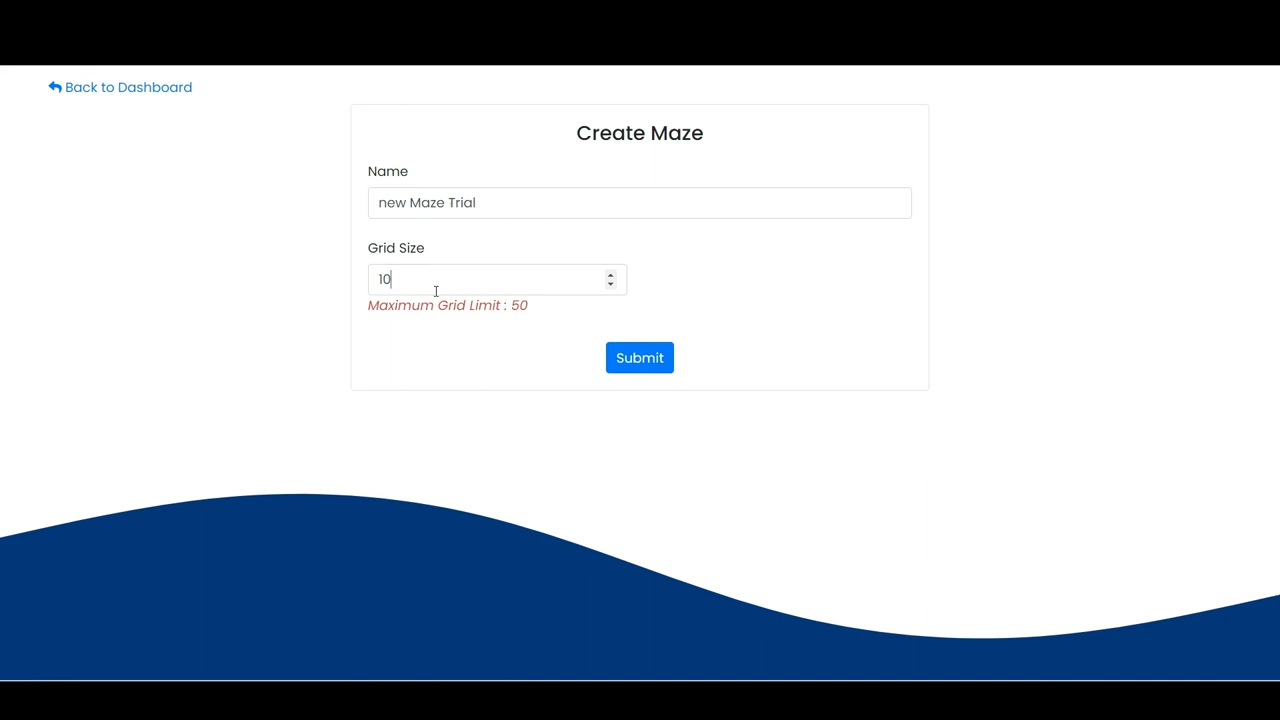 Back to Dashboard
Create Maze
Name
new Maze Trial
Grid Size
10
Maximum Grid Limit : 50
Submit